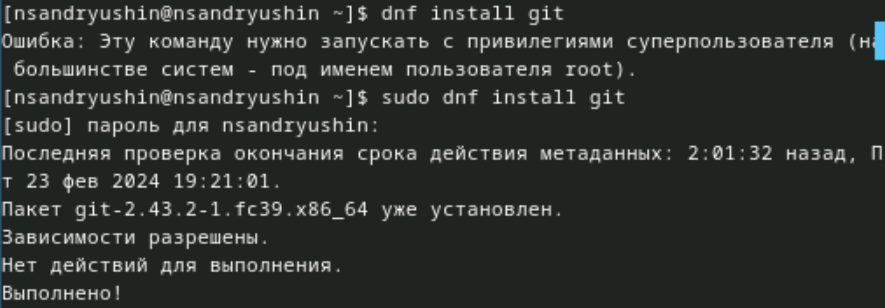 [nsandryushin@nsandryushin ~]$ dnf install git
Ошибка: Эту команду нужно запускать с привилегиями суперпользователя (на
большинстве систем - под именем пользователя root).
[nsandryushin@nsandryushin ~]$ sudo dnf install git
[sudo] пароль для nsandryushin:
Последняя проверка окончания срока действия метаданных: 2:01:32 назад, П
т 23 фев 2024 19:21:01.
Пакет git-2.43.2-1.fc39.x86_64 уже установлен.
Зависимости разрешены.
Нет действий для выполнения.
Выполнено!